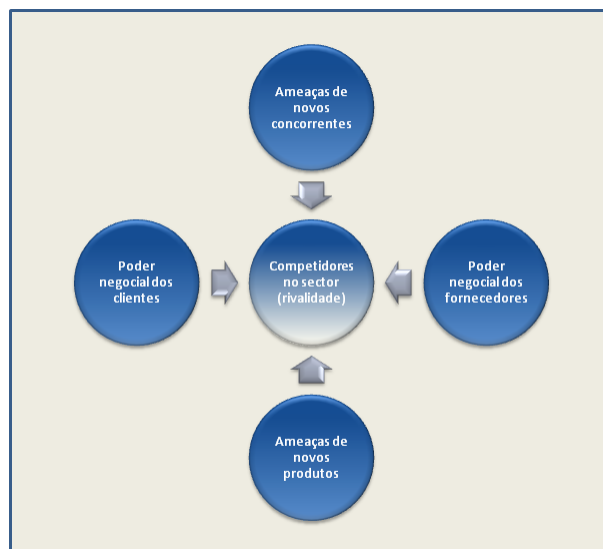 Ameaças de
novos
concorrentes
Poder
negocial dos
clientes
Competidores
no sector
(rivalidade)
Poder
negocial dos
fornecedores
Ameaças de
novos
produtos